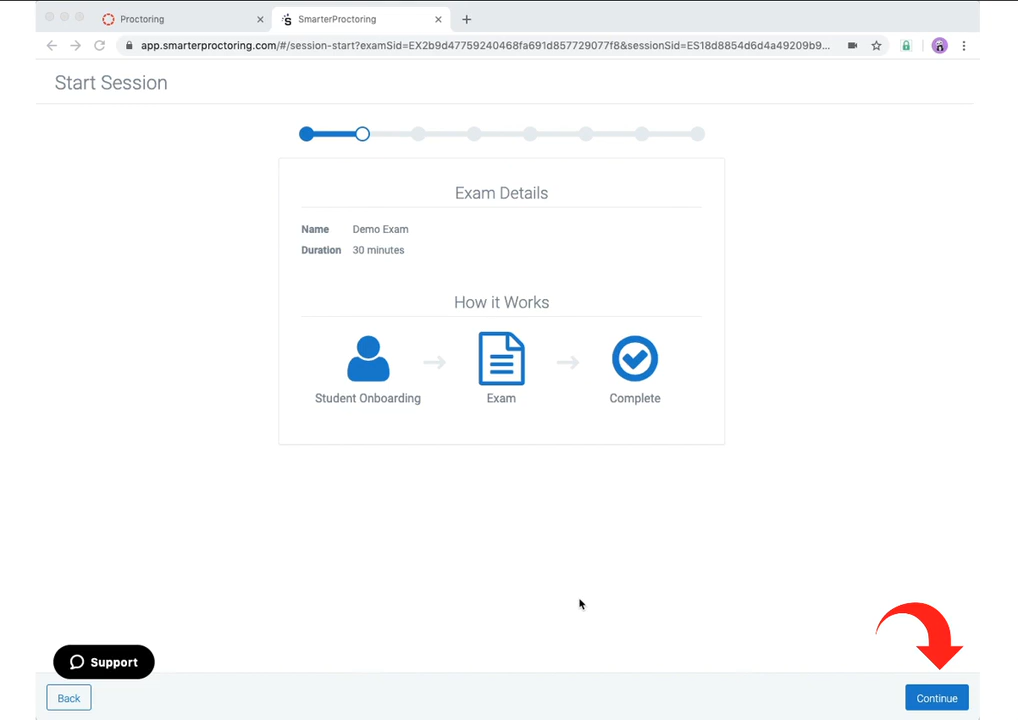 Proctoring
SmarterProctoring
app.smarterproctoring.com/#/session-start?examSid=EX2b9d47759240468fa691d857729077f8&sessionSid=ES18d8854d6d4a49209b9...
Start Session
Exam Details
Name Demo Exam
Duration 30 minutes
How it Works
Student Onboarding
Exam
Complete
Support
Back
Continue